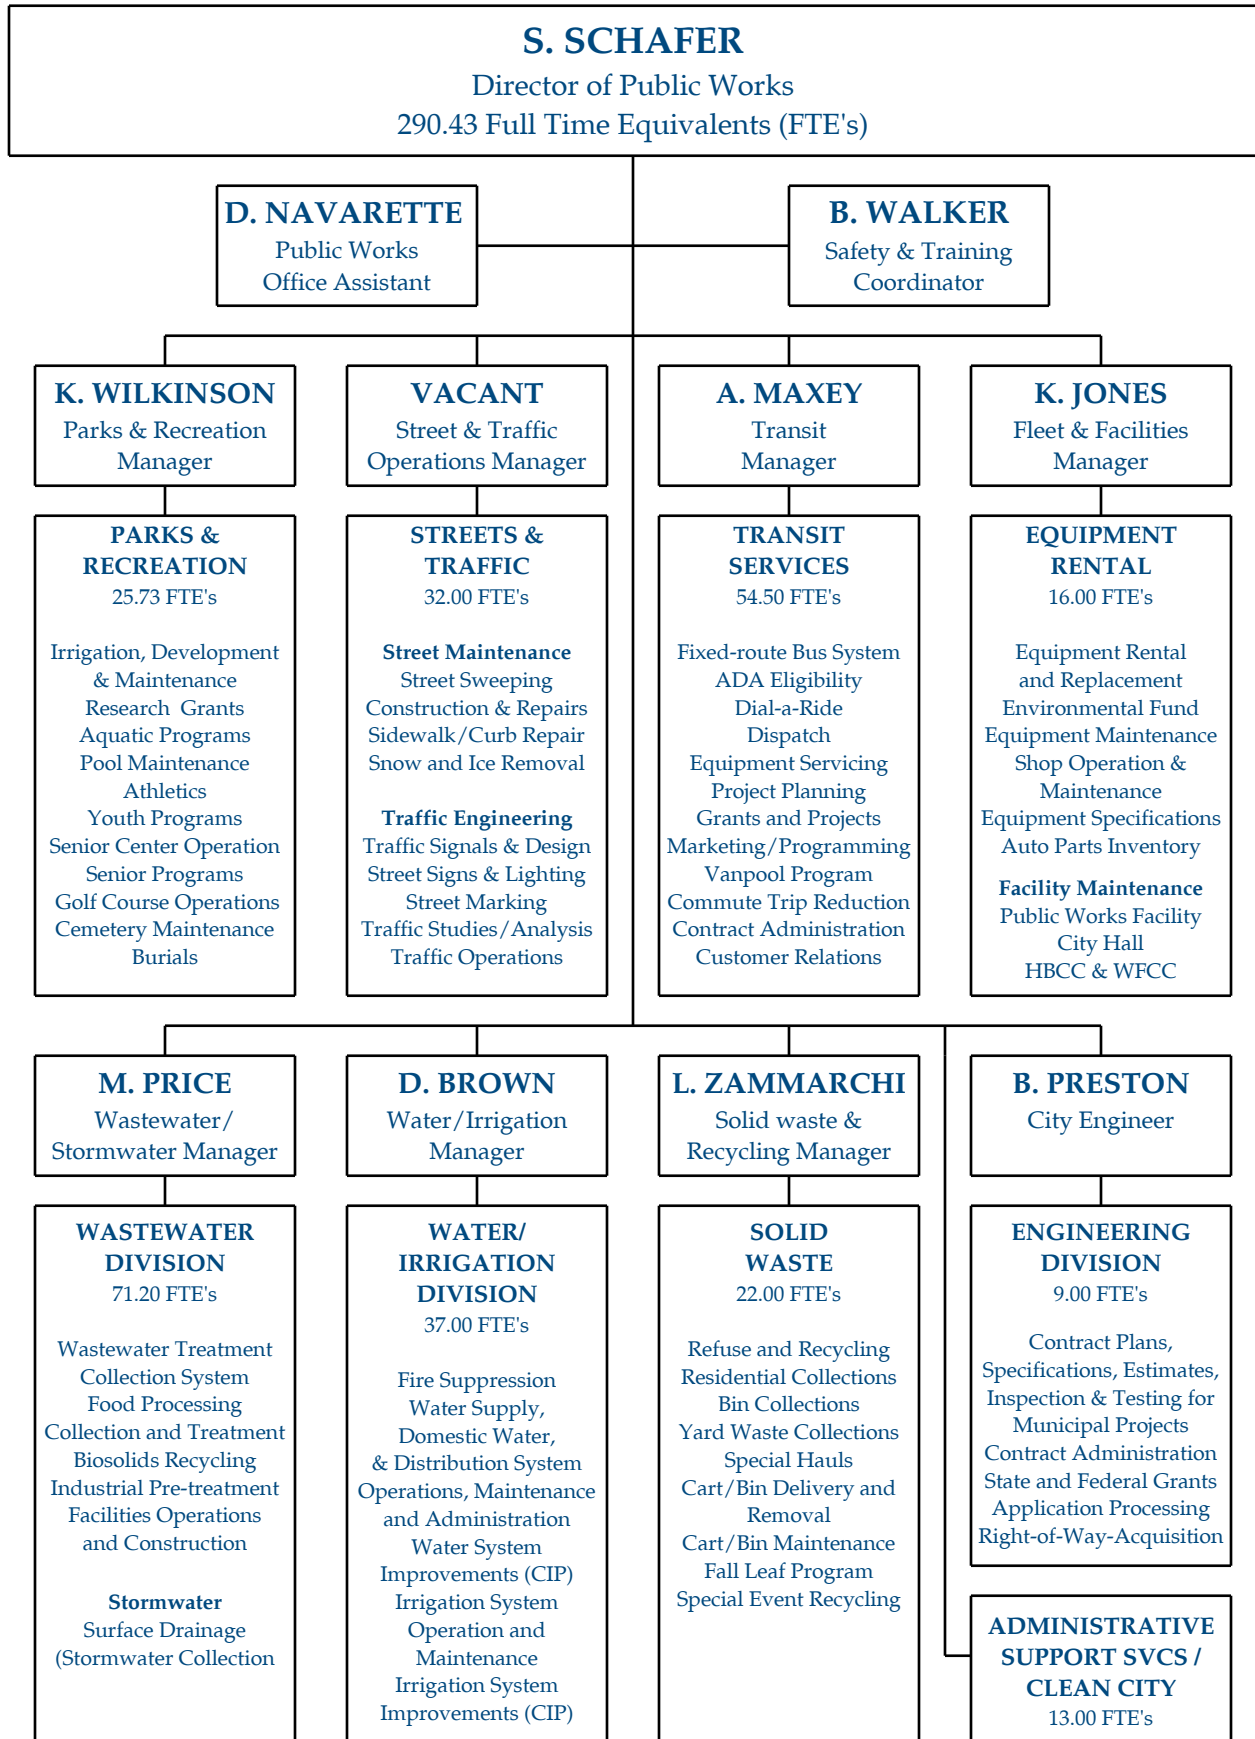 S. SCHAFER
Director of Public Works
290.43 Full Time Equivalents (FTE's)
D. NAVARETTE
Public Works
Office Assistant
B. WALKER
Safety & Training
Coordinator
K. WILKINSON
Parks & Recreation
Manager
VACANT
Street & Traffic
Operations Manager
A. MAXEY
Transit
Manager
K. JONES
Fleet & Facilities
Manager
PARKS &
RECREATION
25.73 FTE's
Irrigation, Development
& Maintenance
Research  Grants
Aquatic Programs
Pool Maintenance
Athletics
Youth Programs
Senior Center Operation
Senior Programs
Golf Course Operations
Cemetery Maintenance
Burials
STREETS &
TRAFFIC
32.00 FTE's
Street Maintenance
Street Sweeping
Construction & Repairs
Sidewalk/Curb Repair
Snow and Ice Removal
Traffic Engineering
Traffic Signals & Design
Street Signs & Lighting
Street Marking
Traffic Studies/Analysis
Traffic Operations
TRANSIT
SERVICES
54.50 FTE's
Fixed-route Bus System
ADA Eligibility
Dial-a-Ride
Dispatch
Equipment Servicing
Project Planning
Grants and Projects
Marketing/Programming
Vanpool Program
Commute Trip Reduction
Contract Administration
Customer Relations
EQUIPMENT
RENTAL
16.00 FTE's
Equipment Rental
and Replacement
Environmental Fund
Equipment Maintenance
Shop Operation &
Maintenance
Equipment Specifications
Auto Parts Inventory
Facility Maintenance
Public Works Facility
City Hall
HBCC & WFCC
M. PRICE
Wastewater/
Stormwater Manager
D. BROWN
Water/Irrigation
Manager
L. ZAMMARCHI
Solid waste &
Recycling Manager
B. PRESTON
City Engineer
WASTEWATER
DIVISION
71.20 FTE's
Wastewater Treatment
Collection System
Food Processing
Collection and Treatment
Biosolids Recycling
Industrial Pre-treatment
Facilities Operations
and Construction
Stormwater
Surface Drainage
(Stormwater Collection
WATER/
IRRIGATION
DIVISION
37.00 FTE's
Fire Suppression
Water Supply,
Domestic Water,
& Distribution System
Operations, Maintenance
and Administration
Water System
Improvements (CIP)
Irrigation System
Operation and
Maintenance
Irrigation System
Improvements (CIP)
SOLID
WASTE
22.00 FTE's
Refuse and Recycling
Residential Collections
Bin Collections
Yard Waste Collections
Special Hauls
Cart/Bin Delivery and
Removal
Cart/Bin Maintenance
Fall Leaf Program
Special Event Recycling
ENGINEERING
DIVISION
9.00 FTE's
Contract Plans,
Specifications, Estimates,
Inspection & Testing for
Municipal Projects
Contract Administration
State and Federal Grants
Application Processing
Right-of-Way-Acquisition
ADMINISTRATIVE
SUPPORT SVCS /
CLEAN CITY
13.00 FTE's